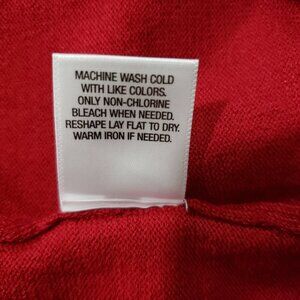 MACHINE WASH COLD
WITH LIKE COLORS.
ONLY NON-CHLORINE
BLEACH WHEN NEEDED.
RESHAPE LAY FLAT TO DRY.
WARM IRON IF NEEDED.